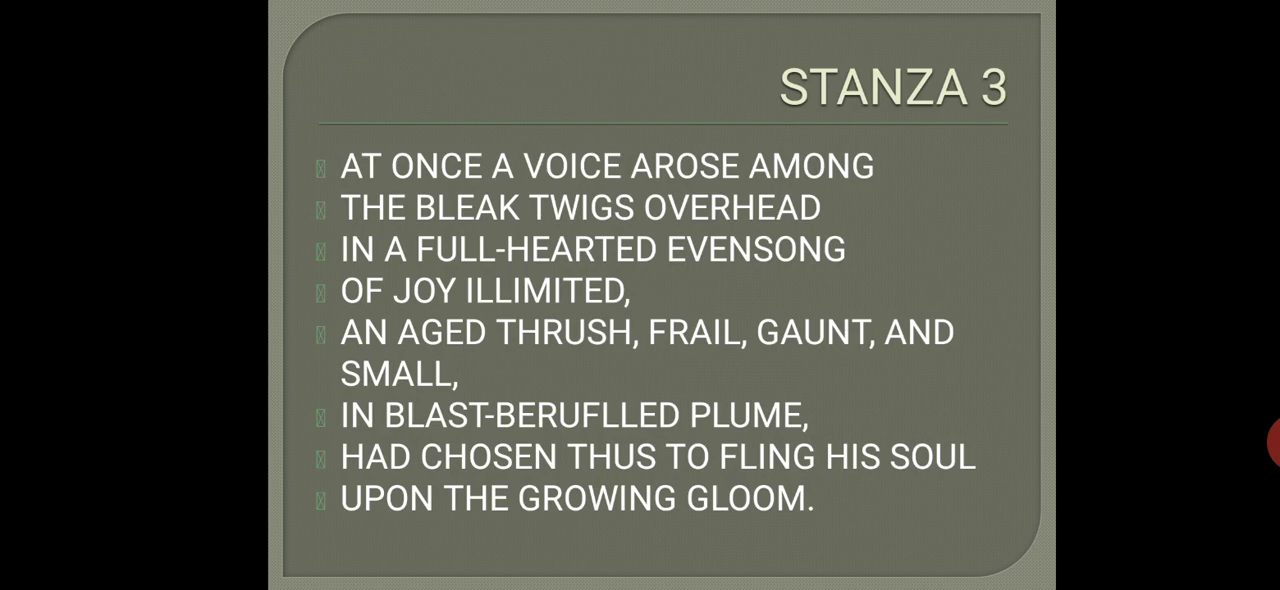 STANZA 3
AT ONCE A VOICE AROSE AMONG
THE BLEAK TWIGS OVERHEAD
IN A FULL-HEARTED EVENSONG
OF JOY ILLIMITED,
AN AGED THRUSH, FRAIL, GAUNT, AND
SMALL,
IN BLAST-BERUFLLED PLUME,
HAD CHOSEN THUS TO FLING HIS SOUL
UPON THE GROWING GLOOM.